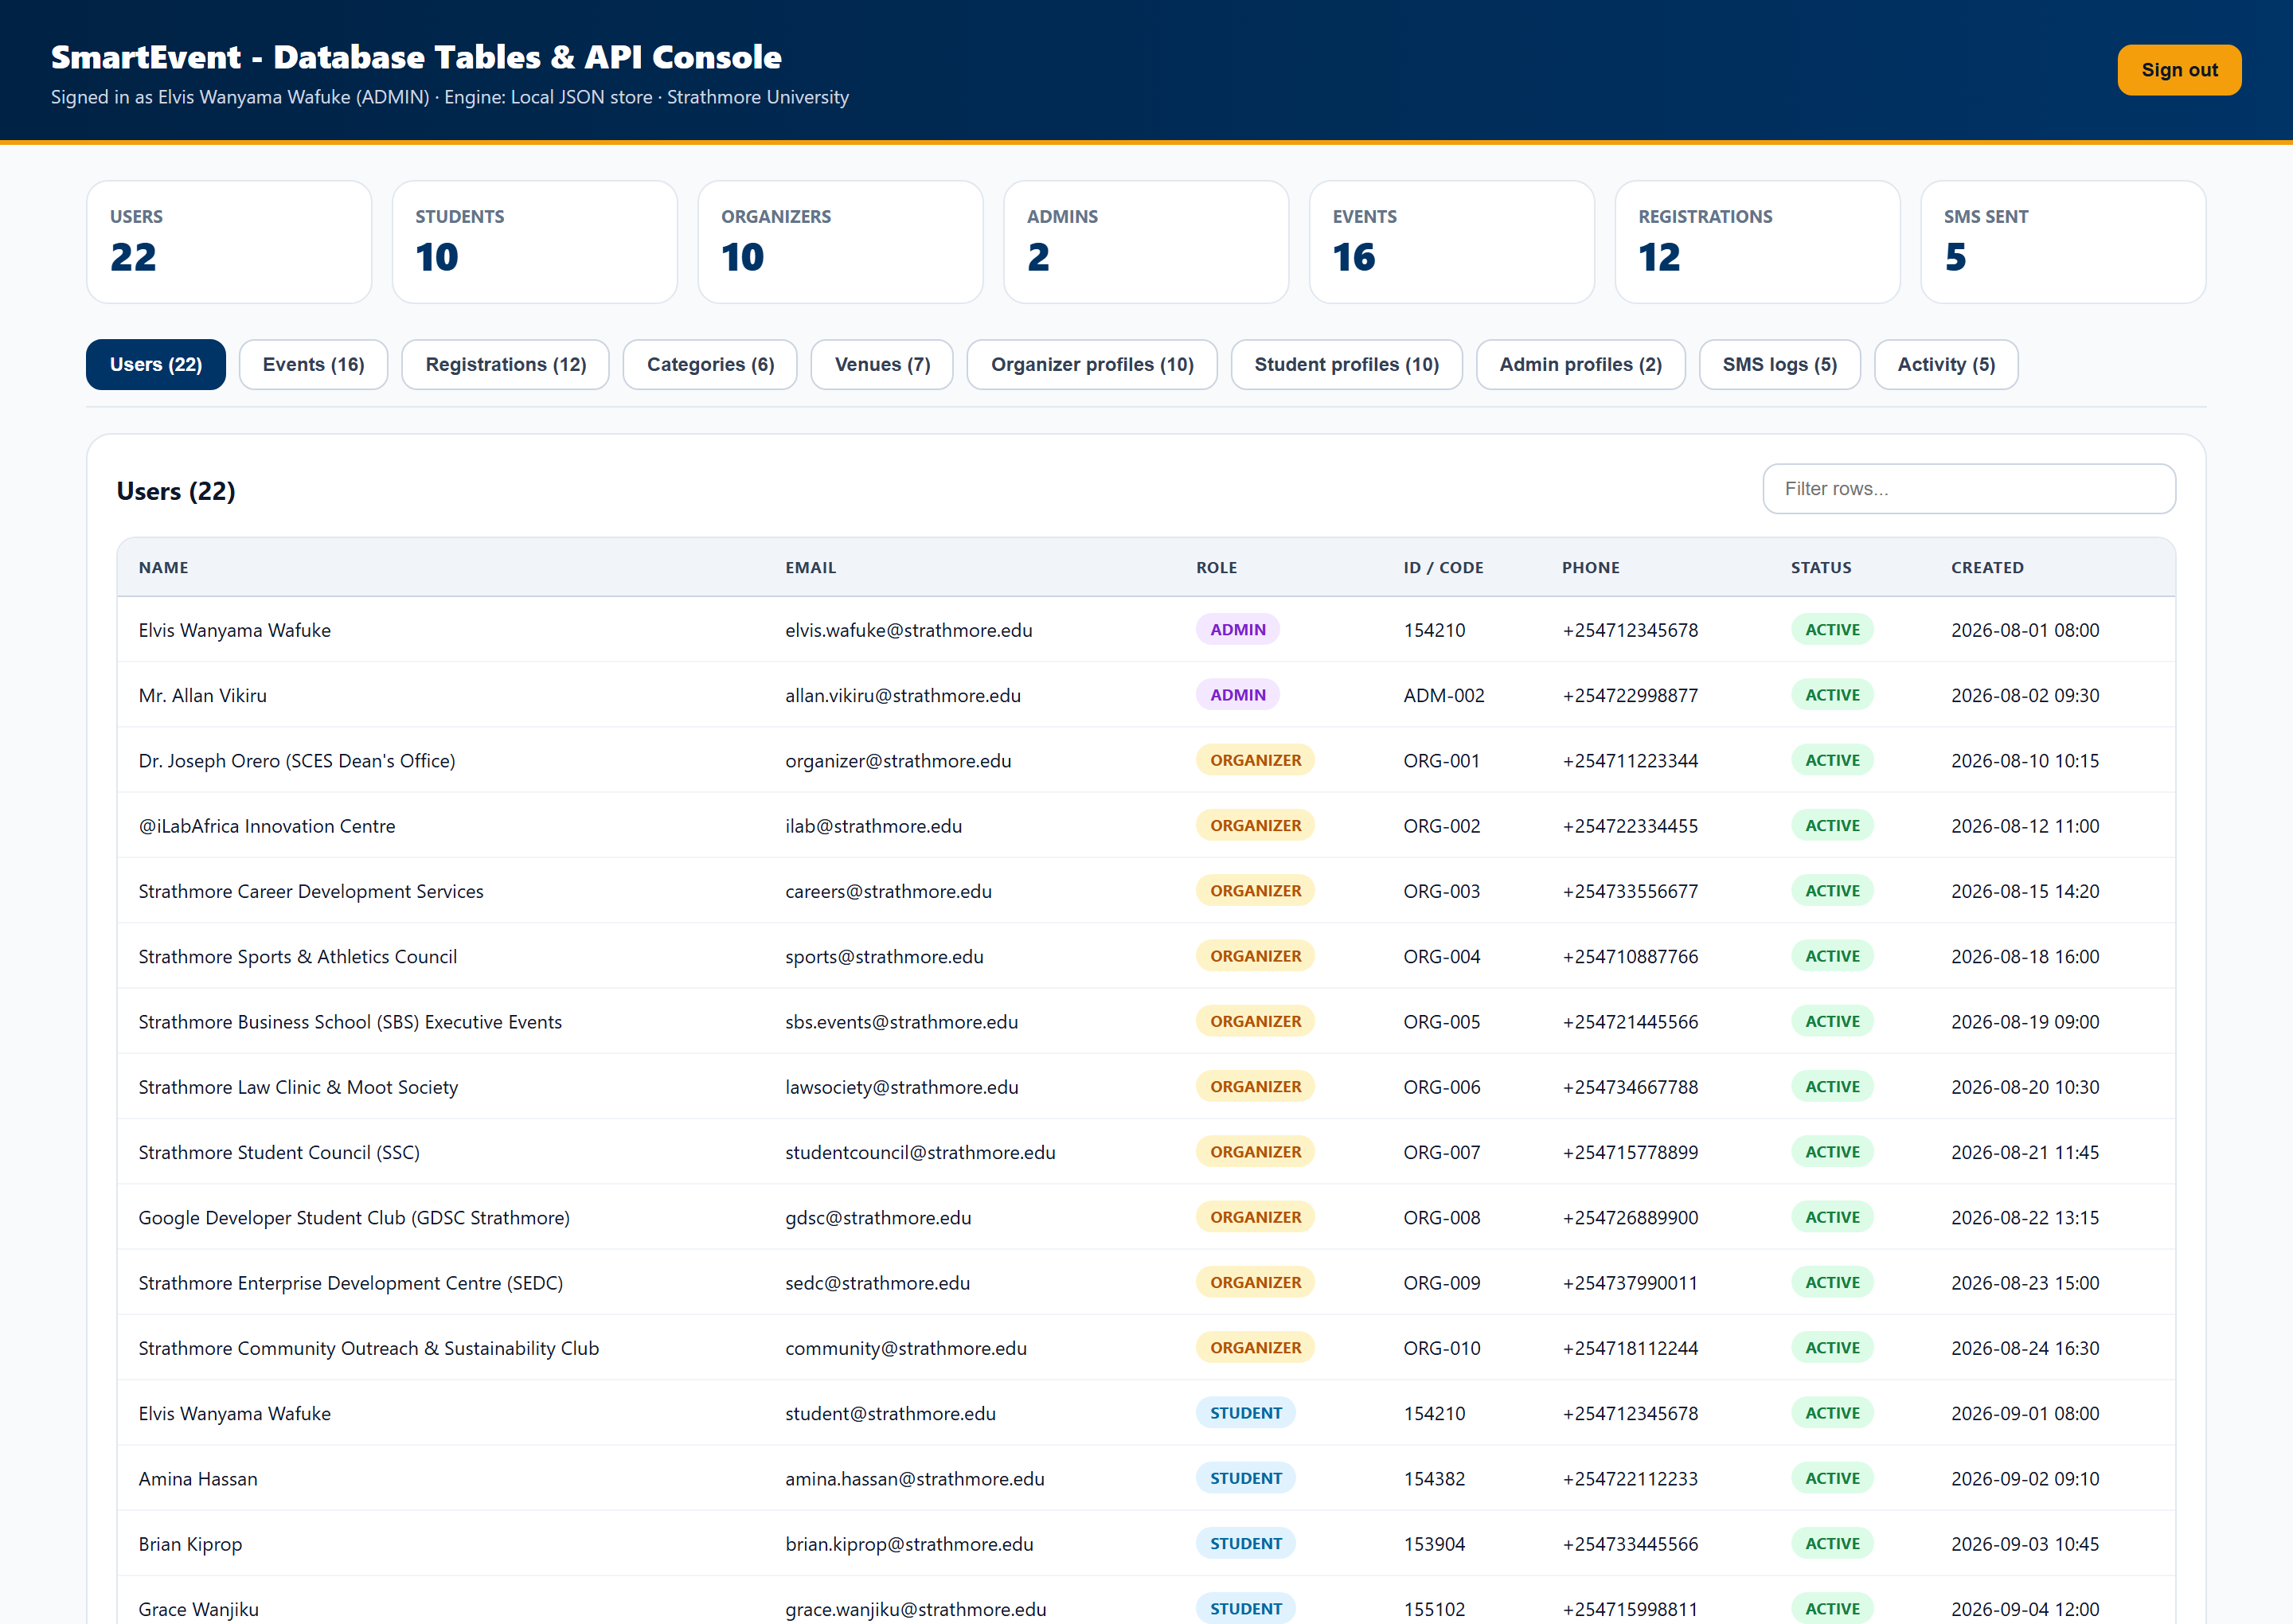 SmartEvent - Database Tables & API Console
Signed in as Elvis Wanyama Wafuke (ADMIN) · Engine: Local JSON store · Strathmore University
Sign out
USERS STUDENTS ORGANIZERS ADMINS EVENTS REGISTRATIONS SMS SENT
22 10 10 2 16 12 5
Users (22) Events (16) Registrations (12) Categories (6) Venues (7) Organizer profiles (10) Student profiles (10) Admin profiles (2) SMS logs (5) Activity (5)
Users (22) Filter rows...
NAME EMAIL ROLE ID / CODE PHONE STATUS CREATED
Elvis Wanyama Wafuke elvis.wafuke@strathmore.edu ADMIN 154210 +254712345678 ACTIVE 2026-08-01 08:00
Mr. Allan Vikiru allan.vikiru@strathmore.edu ADMIN ADM-002 +254722998877 ACTIVE 2026-08-02 09:30
Dr. Joseph Orero (SCES Dean's Office) organizer@strathmore.edu ORGANIZER ORG-001 +254711223344 ACTIVE 2026-08-10 10:15
@iLabAfrica Innovation Centre ilab@strathmore.edu ORGANIZER ORG-002 +254722334455 ACTIVE 2026-08-12 11:00
Strathmore Career Development Services careers@strathmore.edu ORGANIZER ORG-003 +254733556677 ACTIVE 2026-08-15 14:20
Strathmore Sports & Athletics Council sports@strathmore.edu ORGANIZER ORG-004 +254710887766 ACTIVE 2026-08-18 16:00
Strathmore Business School (SBS) Executive Events sbs.events@strathmore.edu ORGANIZER ORG-005 +254721445566 ACTIVE 2026-08-19 09:00
Strathmore Law Clinic & Moot Society lawsociety@strathmore.edu ORGANIZER ORG-006 +254734667788 ACTIVE 2026-08-20 10:30
Strathmore Student Council (SSC) studentcouncil@strathmore.edu ORGANIZER ORG-007 +254715778899 ACTIVE 2026-08-21 11:45
Google Developer Student Club (GDSC Strathmore) gdsc@strathmore.edu ORGANIZER ORG-008 +254726889900 ACTIVE 2026-08-22 13:15
Strathmore Enterprise Development Centre (SEDC) sedc@strathmore.edu ORGANIZER ORG-009 +254737990011 ACTIVE 2026-08-23 15:00
Strathmore Community Outreach & Sustainability Club community@strathmore.edu ORGANIZER ORG-010 +254718112244 ACTIVE 2026-08-24 16:30
Elvis Wanyama Wafuke student@strathmore.edu STUDENT 154210 +254712345678 ACTIVE 2026-09-01 08:00
Amina Hassan amina.hassan@strathmore.edu STUDENT 154382 +254722112233 ACTIVE 2026-09-02 09:10
Brian Kiprop brian.kiprop@strathmore.edu STUDENT 153904 +254733445566 ACTIVE 2026-09-03 10:45
Grace Wanjiku grace.wanjiku@strathmore.edu STUDENT 155102 +254715998811 ACTIVE 2026-09-04 12:00